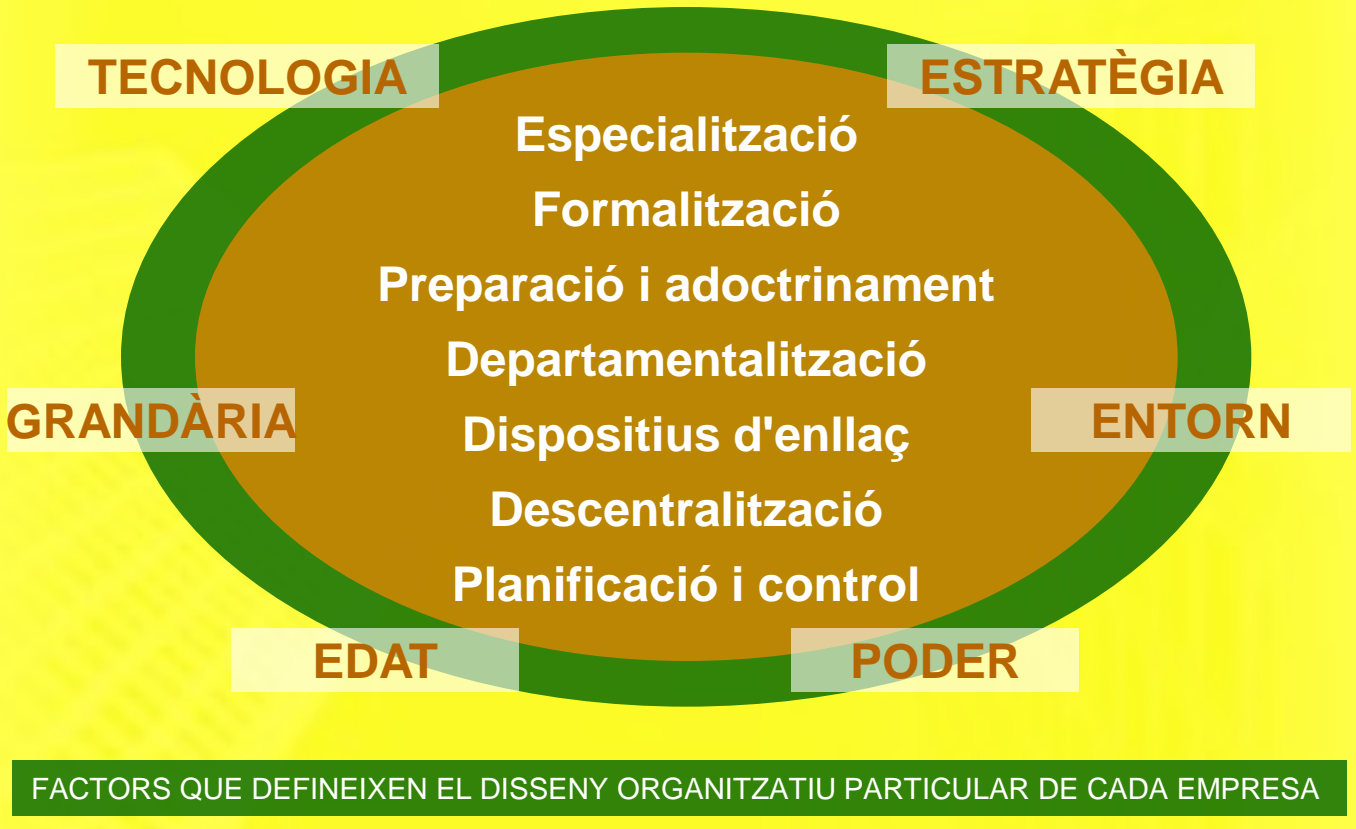 TECNOLOGIA
ESTRATÈGIA
Especialització
Formalització
Preparació i adoctrinament
Departamentalització
GRANDÀRIA
ENTORN
Dispositius d'enllaç
Descentralització
Planificació i control
EDAT
PODER
FACTORS QUE DEFINEIXEN EL DISSENY ORGANITZATIU PARTICULAR DE CADA EMPRESA